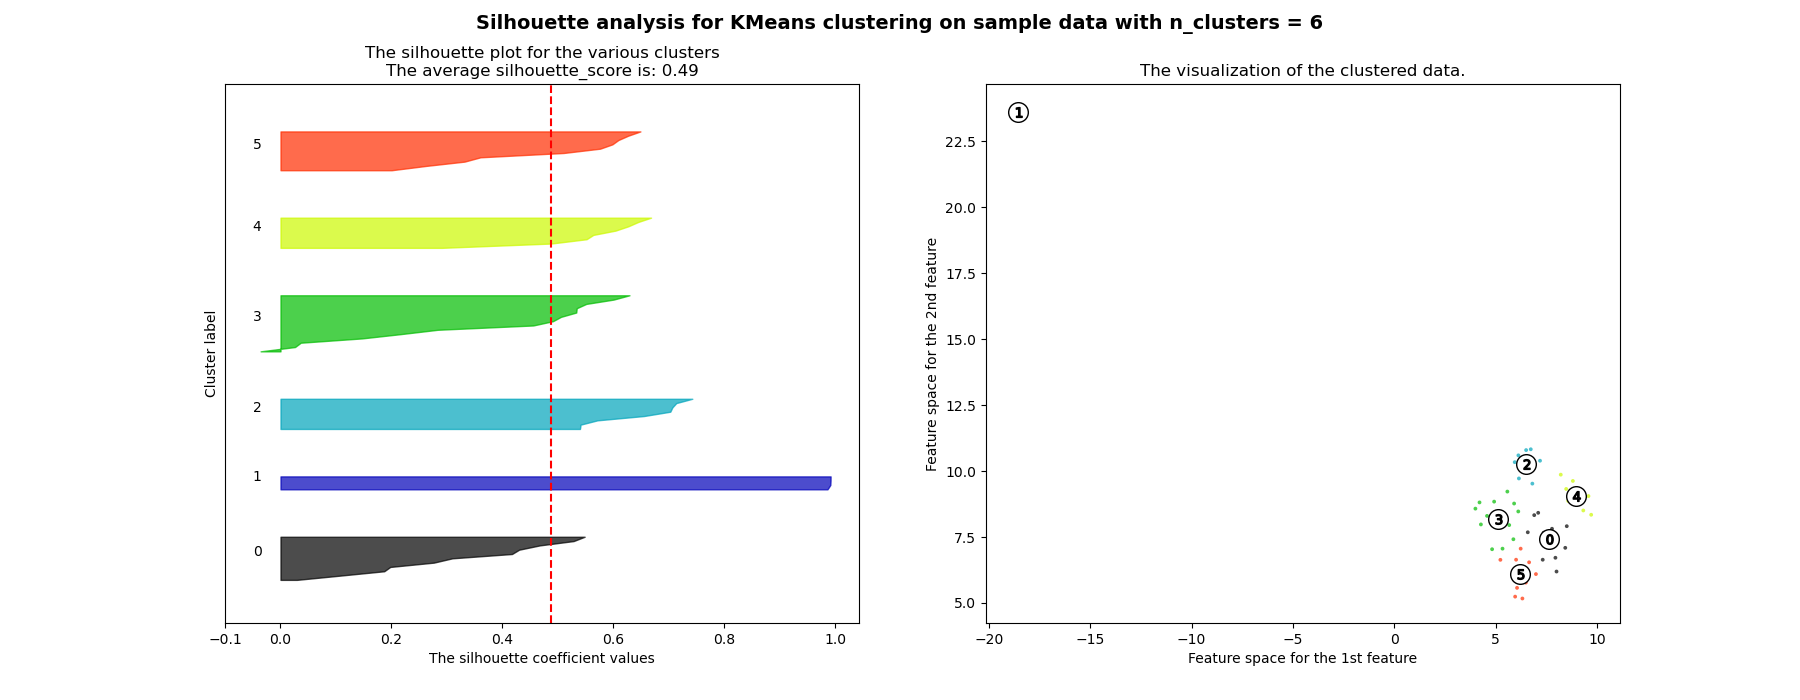 Silhouette analysis for KMeans clustering on sample data with n_clusters = 6
The silhouette plot for the various clusters
The average silhouette_score is: 0.49
Cluster label
5
4
3
2
1
0
−0.1 0.0 0.2 0.4 0.6 0.8 1.0
The silhouette coefficient values
The visualization of the clustered data.
Feature space for the 2nd feature
22.5
20.0
17.5
15.0
12.5
10.0
7.5
5.0
1
2
4
3
0
5
−20 −15 −10 −5 0 5 10
Feature space for the 1st feature